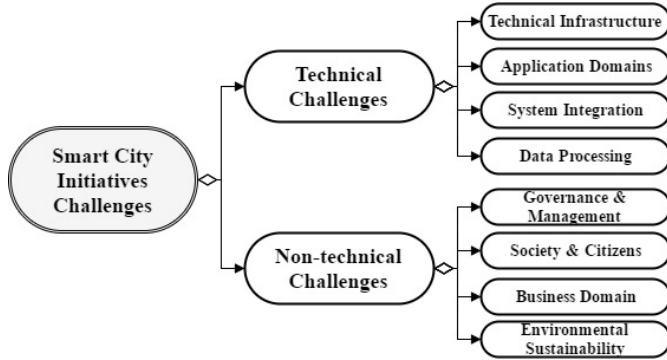 Smart City
Initiatives
Challenges
Technical
Challenges
Technical Infrastructure
Application Domains
System Integration
Data Processing
Non-technical
Challenges
Governance &
Management
Society & Citizens
Business Domain
Environmental
Sustainability